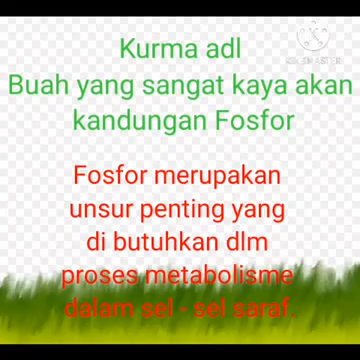 KINEMASTER
Kurma adl
Buah yang sangat kaya akan
kandungan Fosfor
Fosfor merupakan
unsur penting yang
di butuhkan dlm
proses metabolisme
dalam sel - sel saraf.